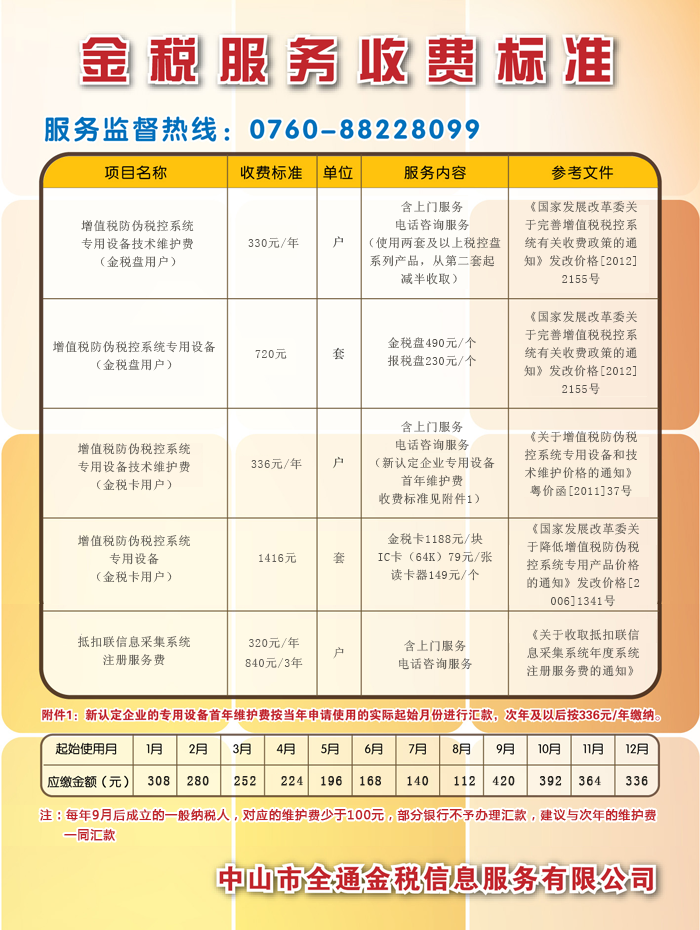 金税服务收费标准
服务监督热线：0760-88228099
项目名称 收费标准 单位 服务内容 参考文件
增值税防伪税控系统
专用设备技术维护费
（金税盘用户）
330元/年
户
含上门服务
电话咨询服务
（使用两套及以上税控盘
系列产品，从第二套起
减半收取）
《国家发展改革委关
于完善增值税税控系
统有关收费政策的通
知》发改价格[2012]
2155号
增值税防伪税控系统专用设备
（金税盘用户）
720元
套
金税盘490元/个
报税盘230元/个
《国家发展改革委关
于完善增值税税控系
统有关收费政策的通
知》发改价格[2012]
2155号
增值税防伪税控系统
专用设备技术维护费
（金税卡用户）
336元/年
户
含上门服务
电话咨询服务
（新认定企业专用设备
首年维护费
收费标准见附件1）
《关于增值税防伪税
控系统专用设备和技
术维护价格的通知》
粤价函[2011]37号
增值税防伪税控系统
专用设备
（金税卡用户）
1416元
套
金税卡1188元/块
IC卡（64K）79元/张
读卡器149元/个
《国家发展改革委关
于降低增值税防伪税
控系统专用产品价格
的通知》发改价格[2
006]1341号
抵扣联信息采集系统
注册服务费
320元/年
840元/3年
户
含上门服务
电话咨询服务
《关于收取抵扣联信
息采集系统年度系统
注册服务费的通知》
附件1：新认定企业的专用设备首年维护费按当年申请使用的实际起始月份进行汇款，次年及以后按336元/年缴纳。
起始使用月 1月 2月 3月 4月 5月 6月 7月 8月 9月 10月 11月 12月
应缴金额（元） 308 280 252 224 196 168 140 112 420 392 364 336
注：每年9月后成立的一般纳税人，对应的维护费少于100元，部分银行不予办理汇款，建议与次年的维护费
一同汇款
中山市全通金税信息服务有限公司